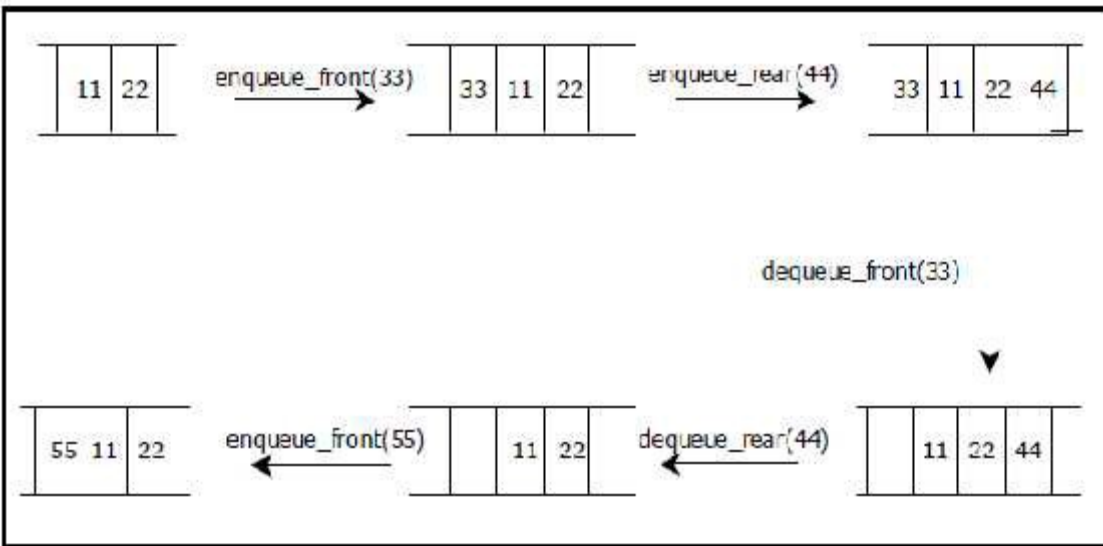 11 22 enqueue_front(33) 33 11 22 enqueue_rear(44) 33 11 22 44
dequeue_front(33)
55 11 22 enqueue_front(55) 11 22 dequeue_rear(44) 11 22 44